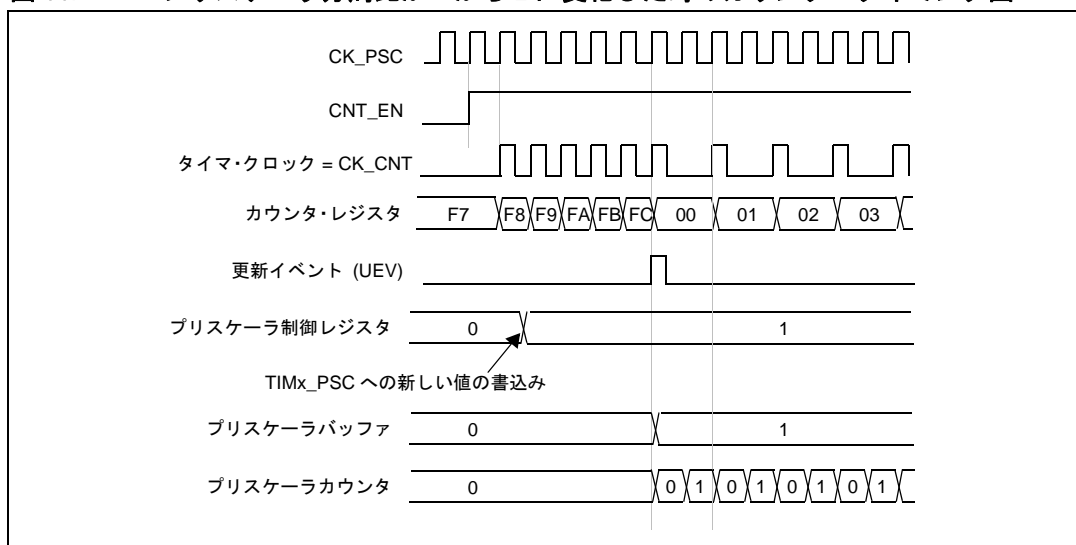 CK_PSC
CNT_EN
タイマ・クロック = CK_CNT
カウンタ・レジスタ F7 F8 F9 FA FB FC 00 01 02 03
更新イベント (UEV)
プリスケーラ制御レジスタ 0 1
TIMx_PSC への新しい値の書込み
プリスケーラバッファ 0 1
プリスケーラカウンタ 0 0 1 0 1 0 1 0 1